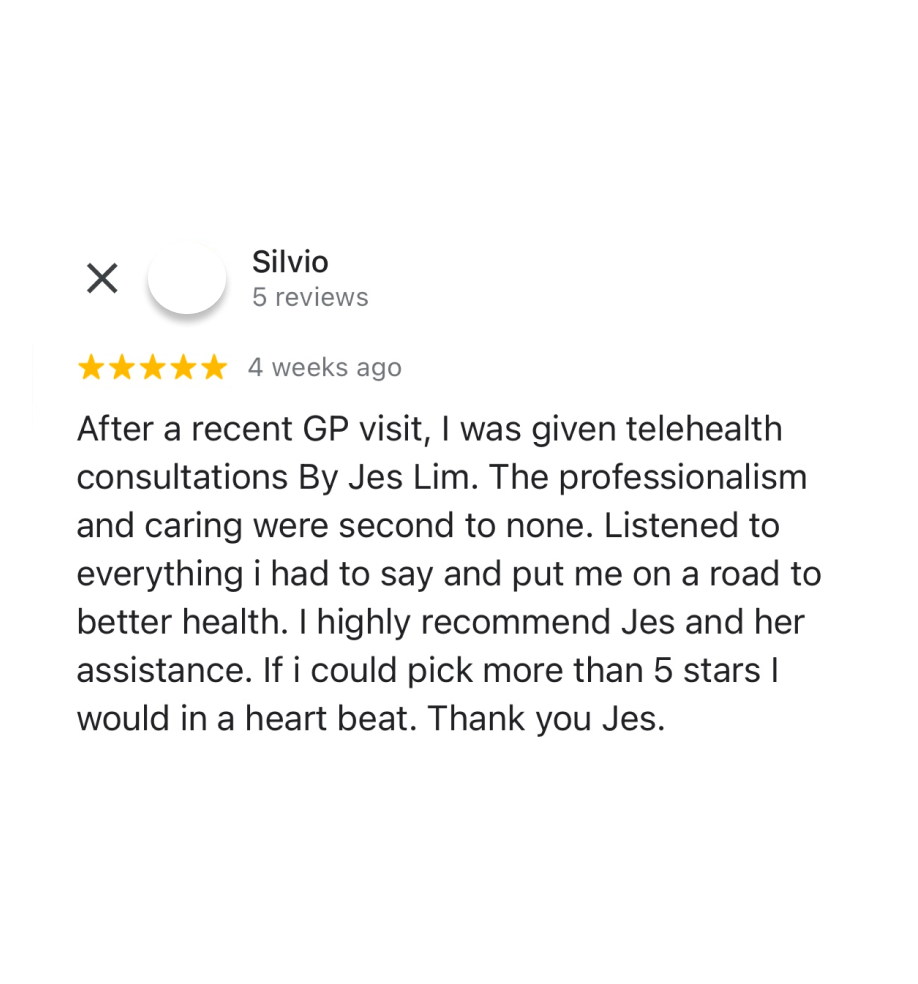 Silvio
5 reviews
4 weeks ago
After a recent GP visit, I was given telehealth
consultations By Jes Lim. The professionalism
and caring were second to none. Listened to
everything i had to say and put me on a road to
better health. I highly recommend Jes and her
assistance. If i could pick more than 5 stars I
would in a heart beat. Thank you Jes.